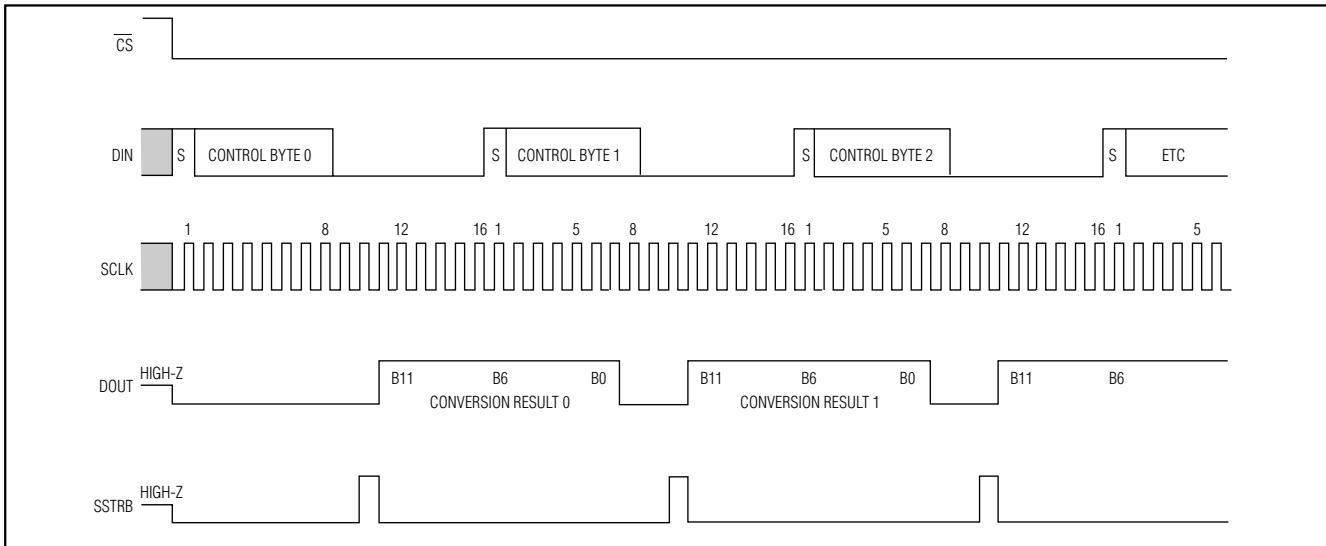 CS
DIN S CONTROL BYTE 0 S CONTROL BYTE 1 S CONTROL BYTE 2 S ETC
1 8 12 16 1 5 8 12 16 1 5 8 12 16 1 5
SCLK
HIGH-Z
DOUT
B11 B6 B0 B11 B6 B0 B11 B6
CONVERSION RESULT 0 CONVERSION RESULT 1
HIGH-Z
SSTRB